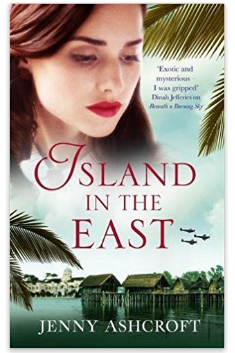 'Exotic and
mysterious –
I was gripped'
Dinah Jefferies on
Beneath a Burning Sky
ISLAND
IN THE
EAST
JENNY ASHCROFT